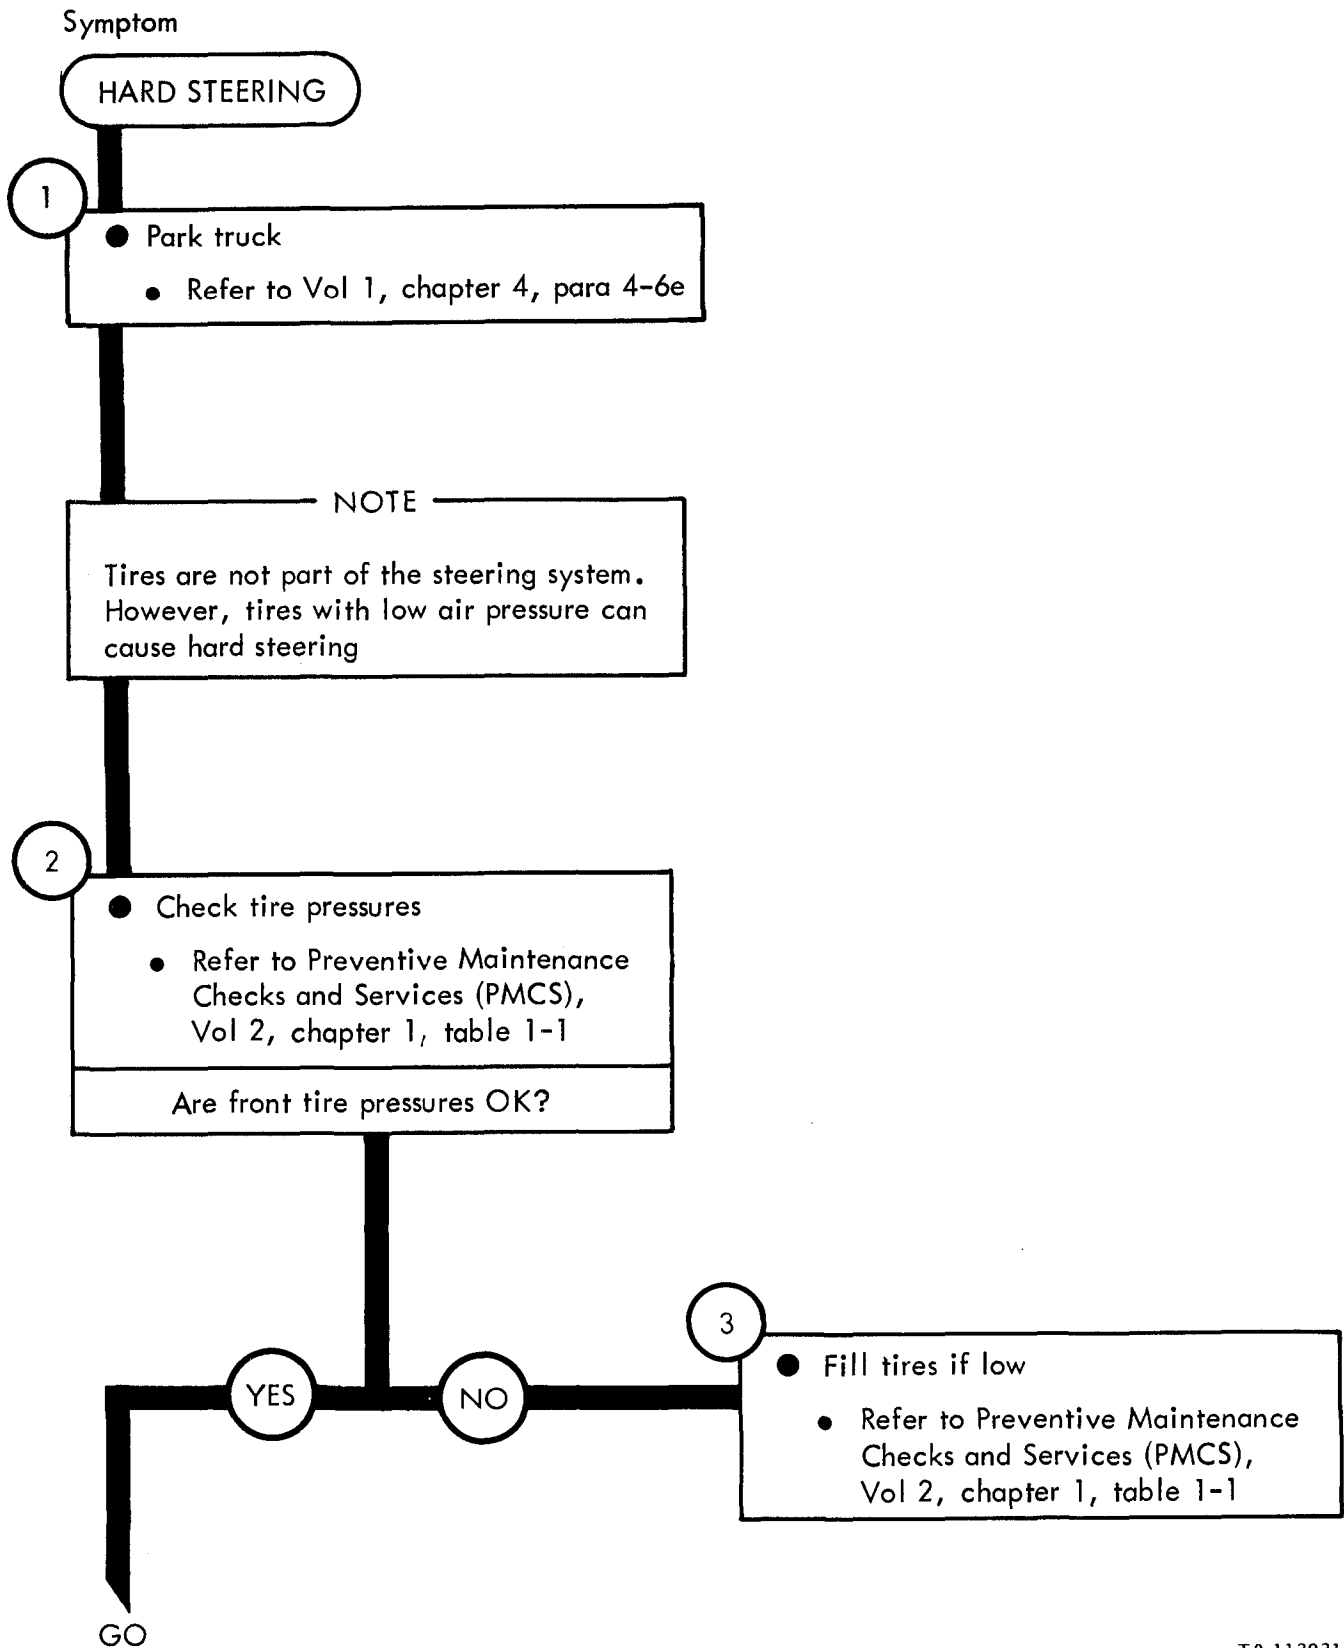 Symptom
HARD STEERING
1
● Park truck
● Refer to Vol 1, chapter 4, para 4-6e
NOTE
Tires are not part of the steering system.
However, tires with low air pressure can
cause hard steering
2
● Check tire pressures
● Refer to Preventive Maintenance
Checks and Services (PMCS),
Vol 2, chapter 1, table 1-1
Are front tire pressures OK?
YES
NO
3
● Fill tires if low
● Refer to Preventive Maintenance
Checks and Services (PMCS),
Vol 2, chapter 1, table 1-1
GO